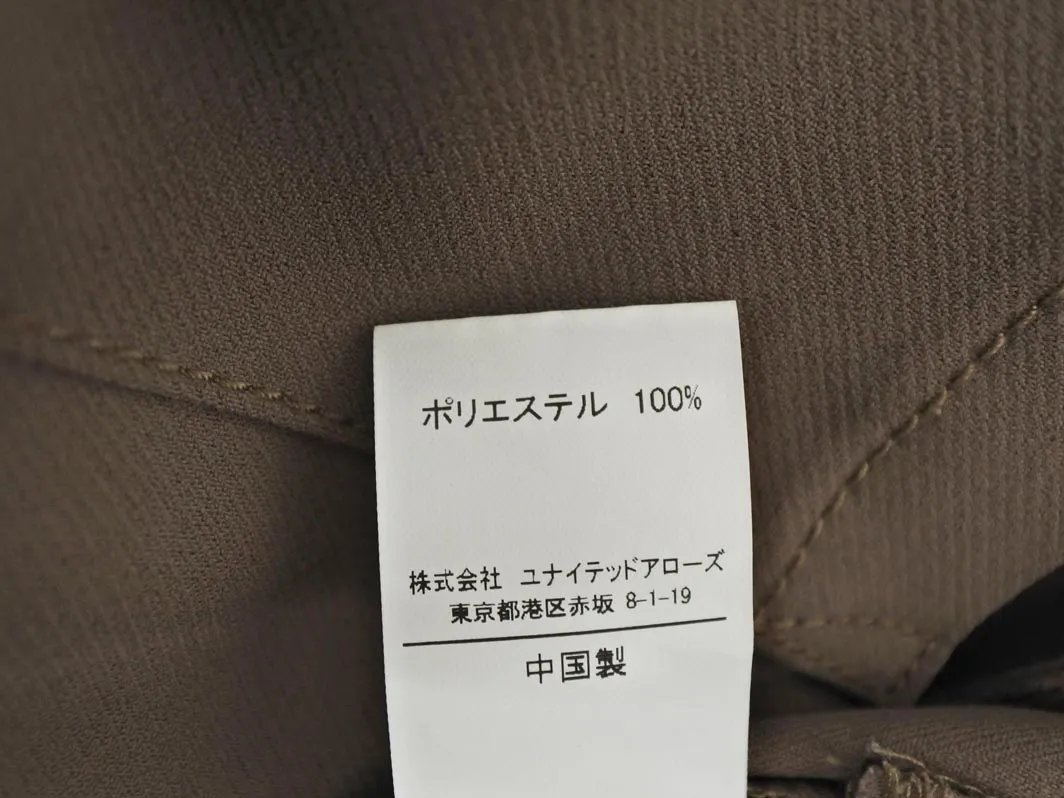 ポリエステル 100%
株式会社 ユナイテッドアローズ
東京都港区赤坂 8-1-19
中国製